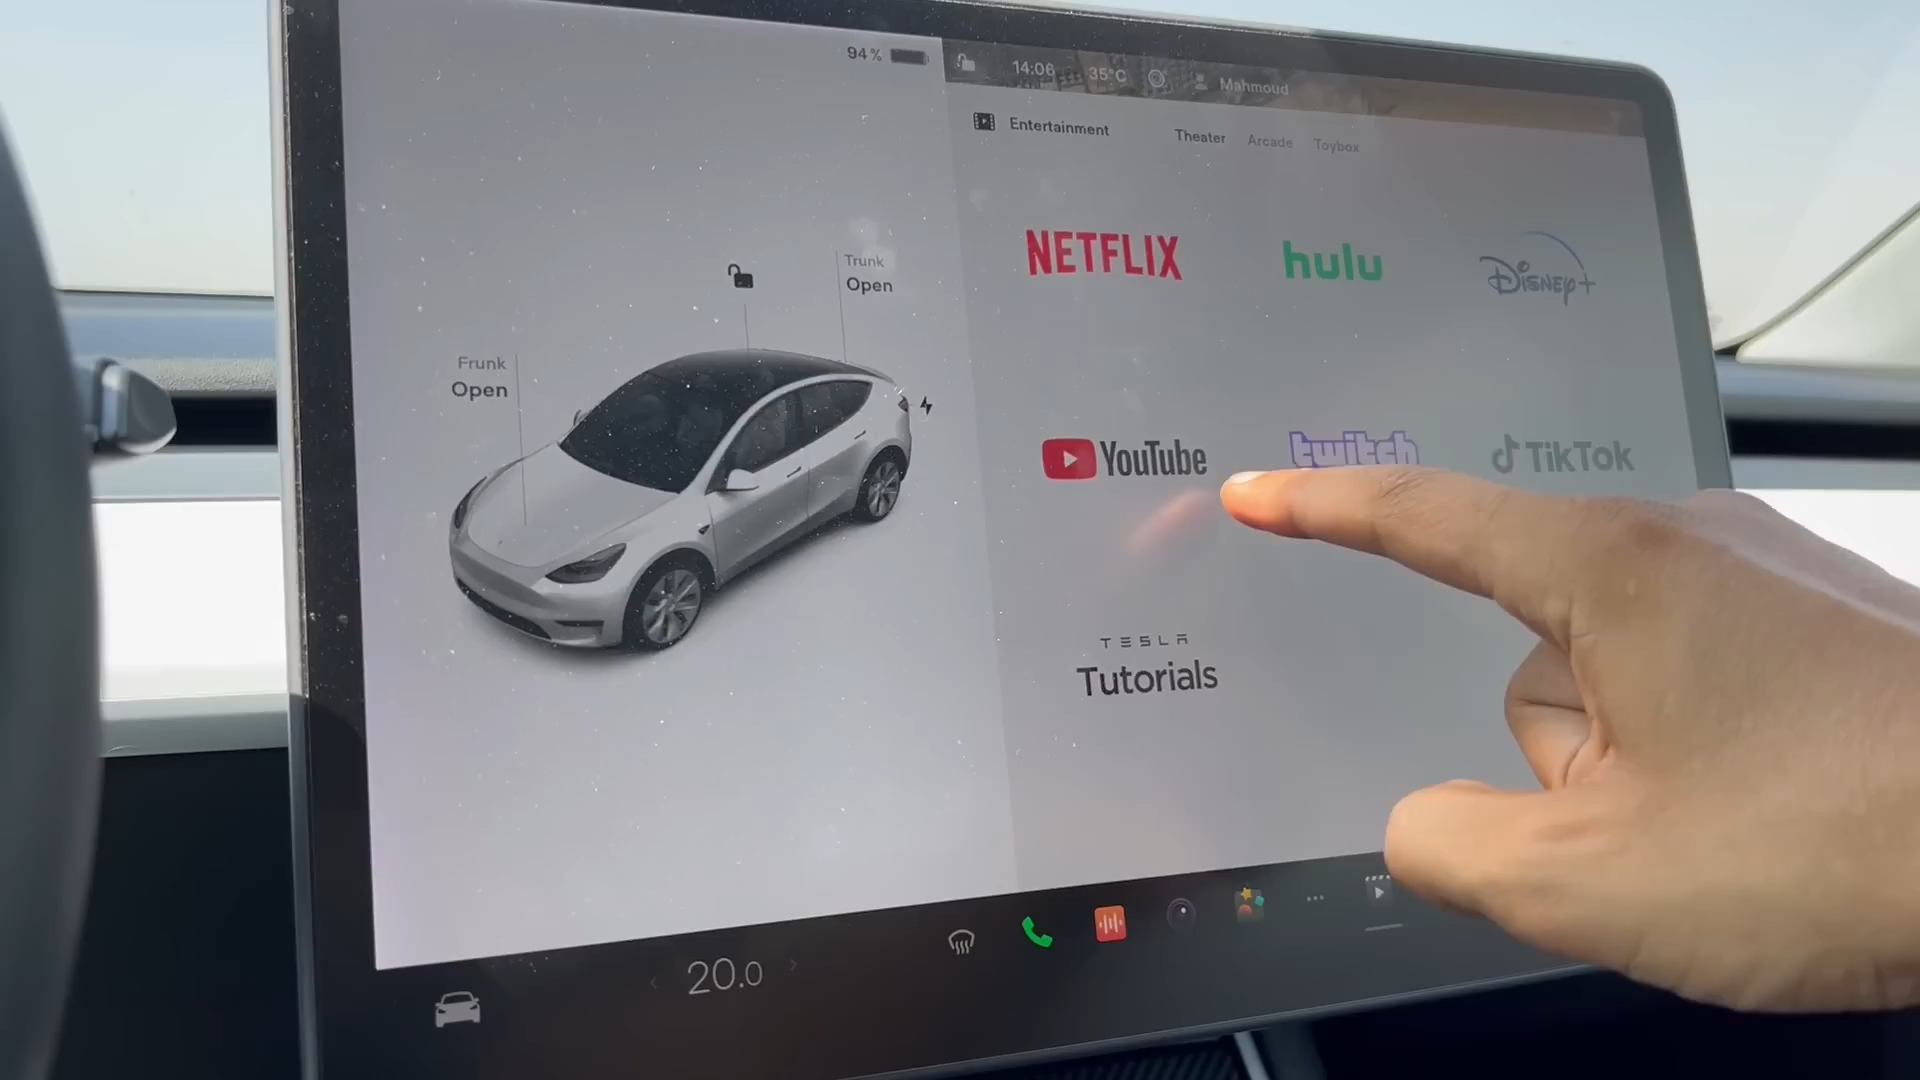 94%
14:06 35°C Mahmoud
Entertainment Theater Arcade Toybox
NETFLIX hulu Disney+
Trunk
Open
Frunk
Open
YouTube twitch TikTok
TESLA
Tutorials
20.0